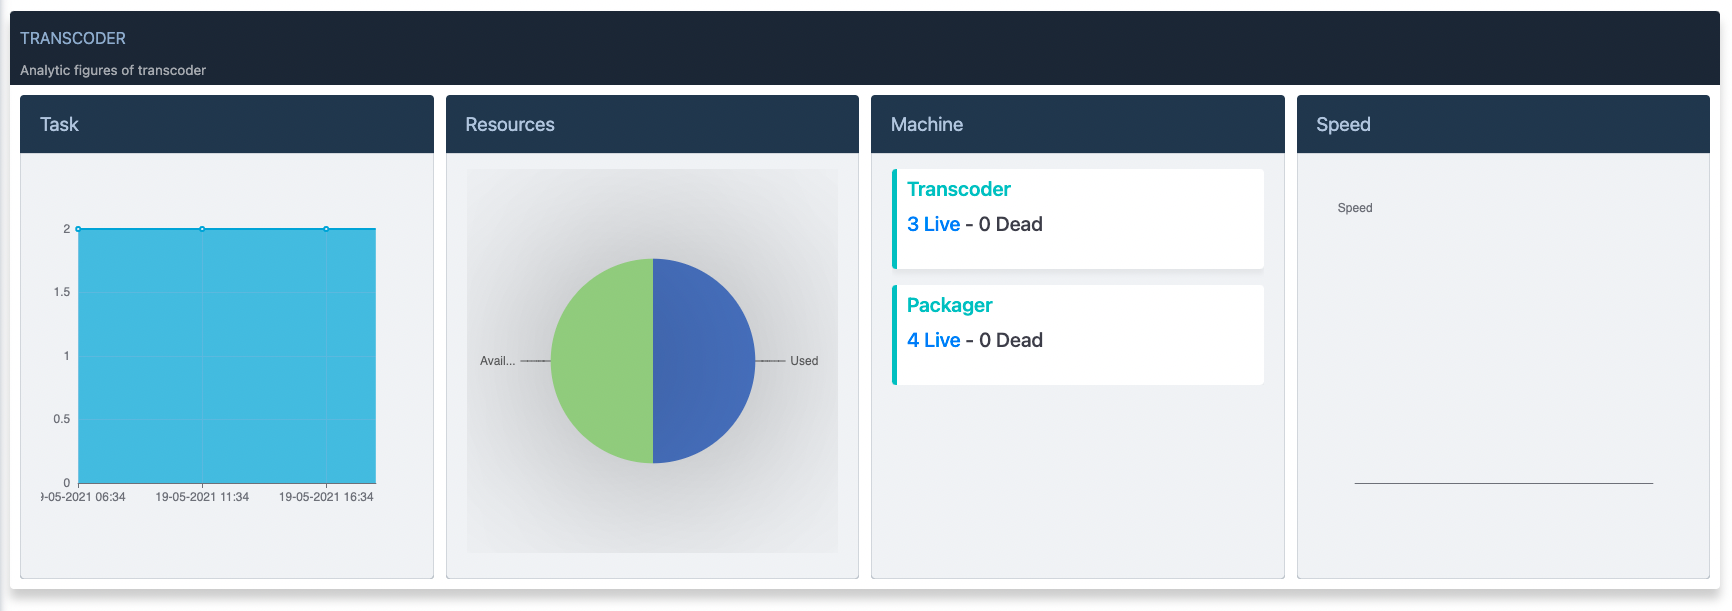 TRANSCODER
Analytic figures of transcoder
Task
2
1.5
1
0.5
0
9-05-2021 06:34 19-05-2021 11:34 19-05-2021 16:34
Resources
Avail...
Used
Machine
Transcoder
3 Live - 0 Dead
Packager
4 Live - 0 Dead
Speed
Speed